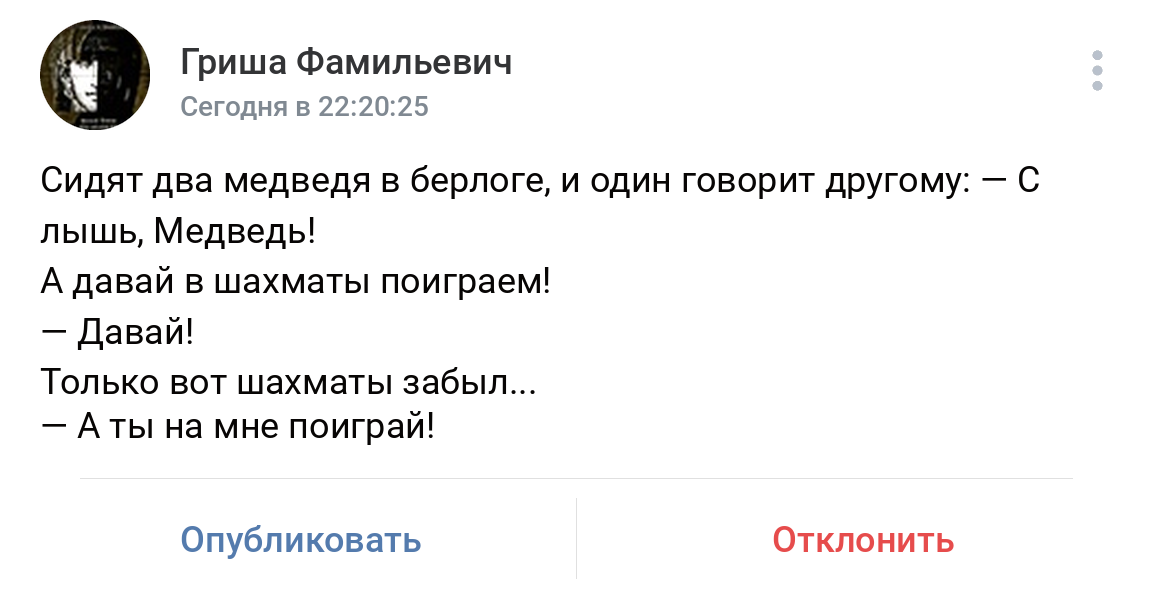 Гриша Фамильевич
Сегодня в 22:20:25
Сидят два медведя в берлоге, и один говорит другому: — С
лышь, Медведь!
А давай в шахматы поиграем!
— Давай!
Только вот шахматы забыл...
— А ты на мне поиграй!
Опубликовать
Отклонить